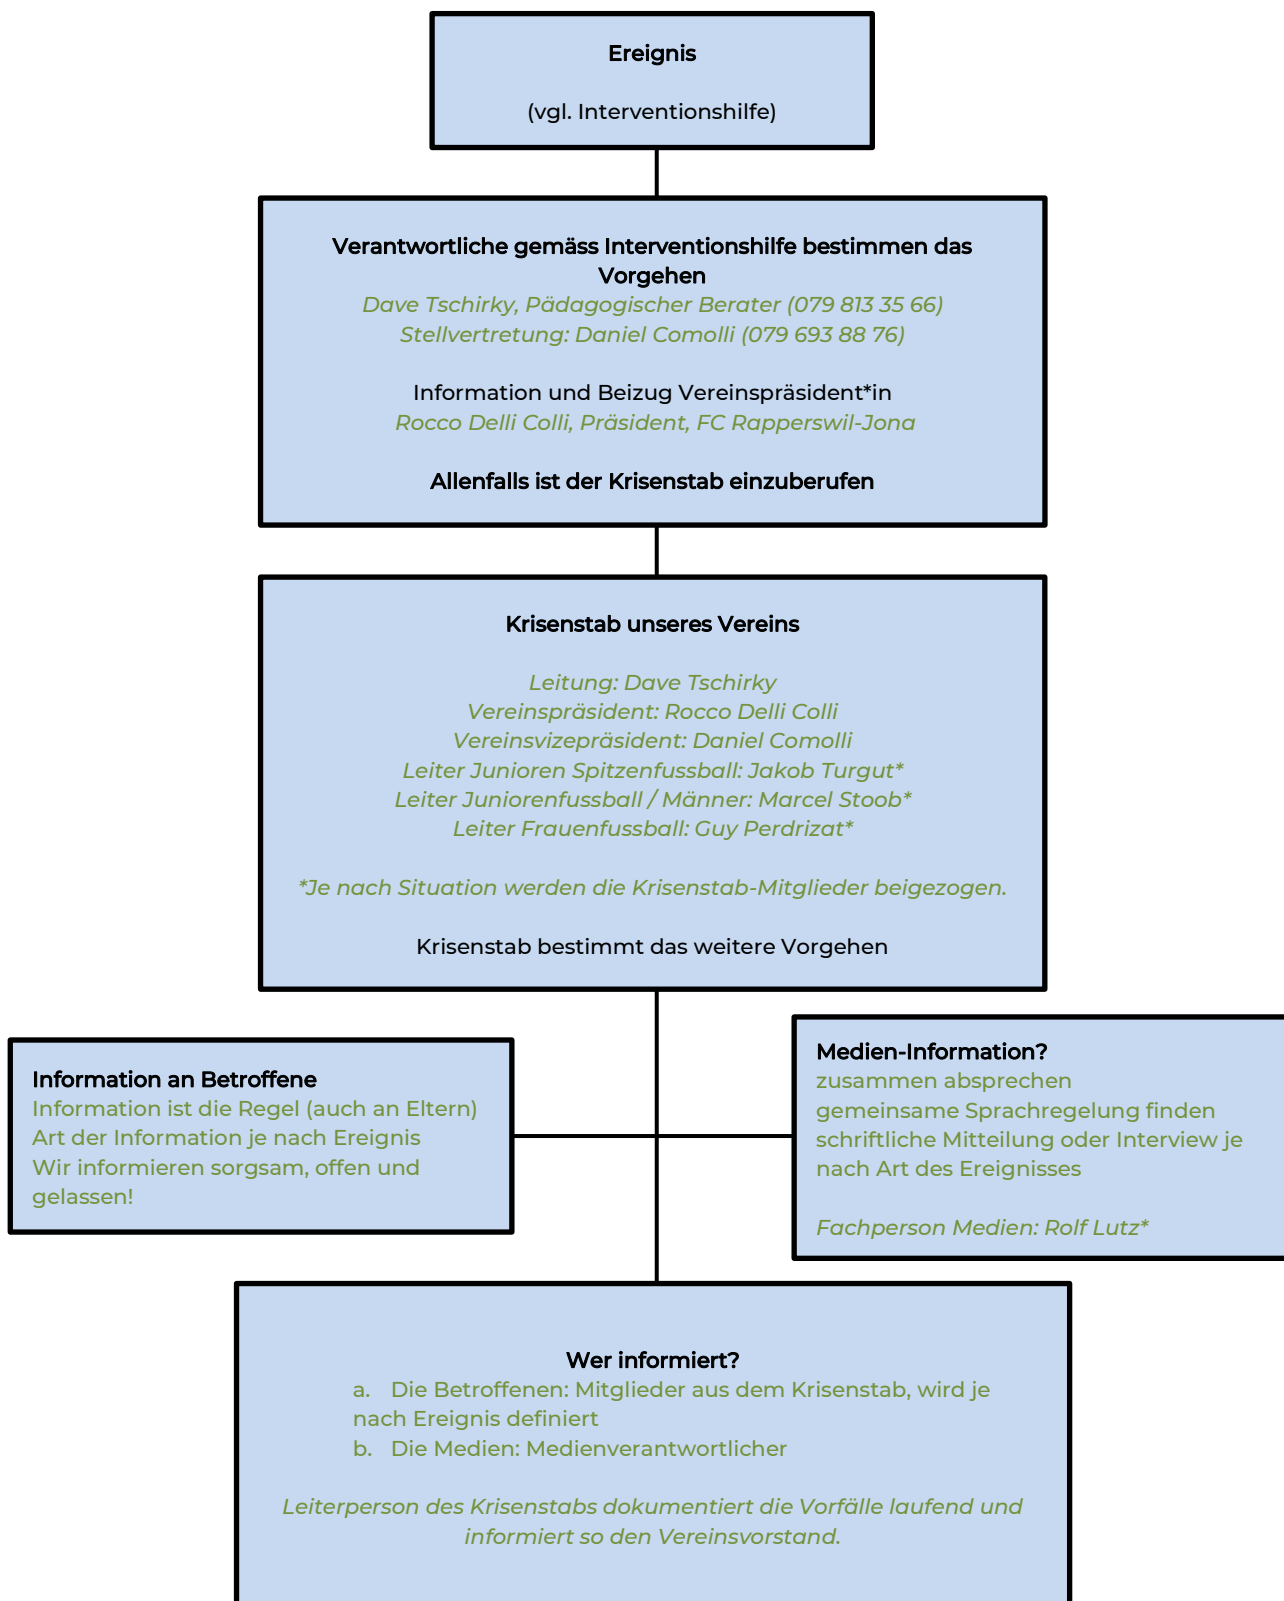 Ereignis
(vgl. Interventionshilfe)
Verantwortliche gemäss Interventionshilfe bestimmen das
Vorgehen
Dave Tschirky, Pädagogischer Berater (079 813 35 66)
Stellvertretung: Daniel Comolli (079 693 88 76)
Information und Beizug Vereinspräsident*in
Rocco Delli Colli, Präsident, FC Rapperswil-Jona
Allenfalls ist der Krisenstab einzuberufen
Krisenstab unseres Vereins
Leitung: Dave Tschirky
Vereinspräsident: Rocco Delli Colli
Vereinsvizepräsident: Daniel Comolli
Leiter Junioren Spitzenfussball: Jakob Turgut*
Leiter Juniorenfussball / Männer: Marcel Stoob*
Leiter Frauenfussball: Guy Perdrizat*
*Je nach Situation werden die Krisenstab-Mitglieder beigezogen.
Krisenstab bestimmt das weitere Vorgehen
Information an Betroffene
Information ist die Regel (auch an Eltern)
Art der Information je nach Ereignis
Wir informieren sorgsam, offen und
gelassen!
Medien-Information?
zusammen absprechen
gemeinsame Sprachregelung finden
schriftliche Mitteilung oder Interview je
nach Art des Ereignisses
Fachperson Medien: Rolf Lutz*
Wer informiert?
a. Die Betroffenen: Mitglieder aus dem Krisenstab, wird je
nach Ereignis definiert
b. Die Medien: Medienverantwortlicher
Leiterperson des Krisenstabs dokumentiert die Vorfälle laufend und
informiert so den Vereinsvorstand.